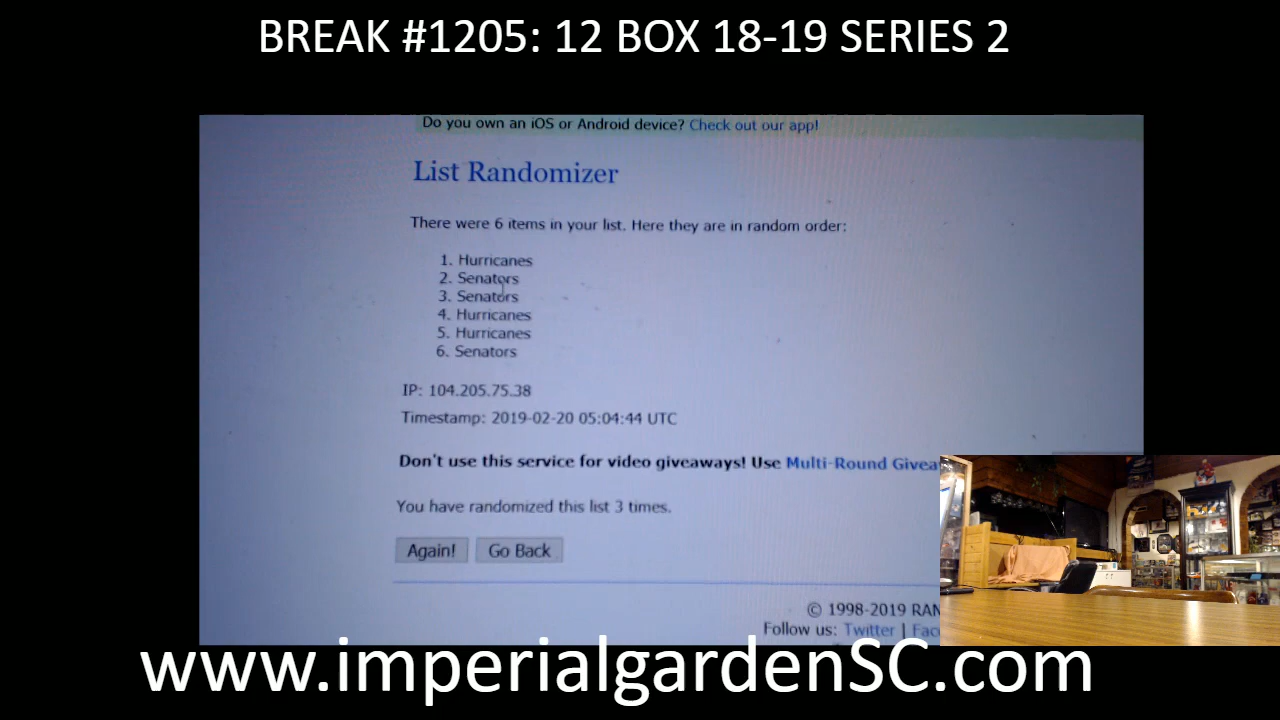 BREAK #1205: 12 BOX 18-19 SERIES 2
Do you own an iOS or Android device? Check out our app!
List Randomizer
There were 6 items in your list. Here they are in random order:
1. Hurricanes
2. Senators
3. Senators
4. Hurricanes
5. Hurricanes
6. Senators
IP: 104.205.75.38
Timestamp: 2019-02-20 05:04:44 UTC
Don't use this service for video giveaways! Use Multi-Round Givea
You have randomized this list 3 times.
Again! Go Back
© 1998-2019 RAN
Follow us: Twitter | Fac
www.imperialgardenSC.com